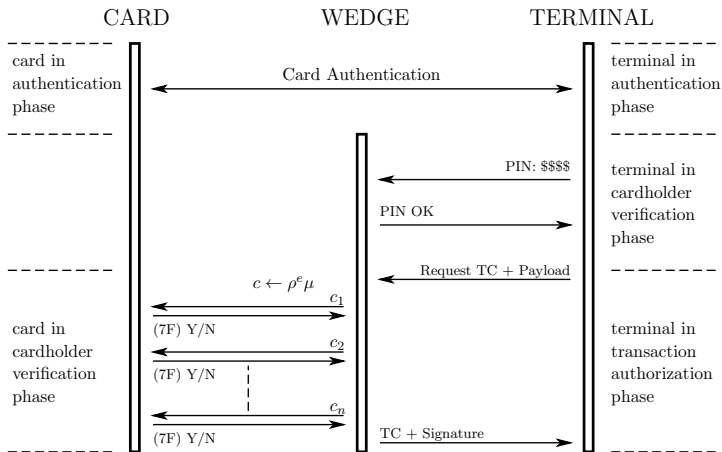 CARD WEDGE TERMINAL
card in
authentication
phase
Card Authentication
terminal in
authentication
phase
PIN: $$$$
PIN OK
terminal in
cardholder
verification
phase
Request TC + Payload
c ← ρ^e μ
card in
cardholder
verification
phase
c_1
(7F) Y/N
c_2
(7F) Y/N
c_n
(7F) Y/N
TC + Signature
terminal in
transaction
authorization
phase